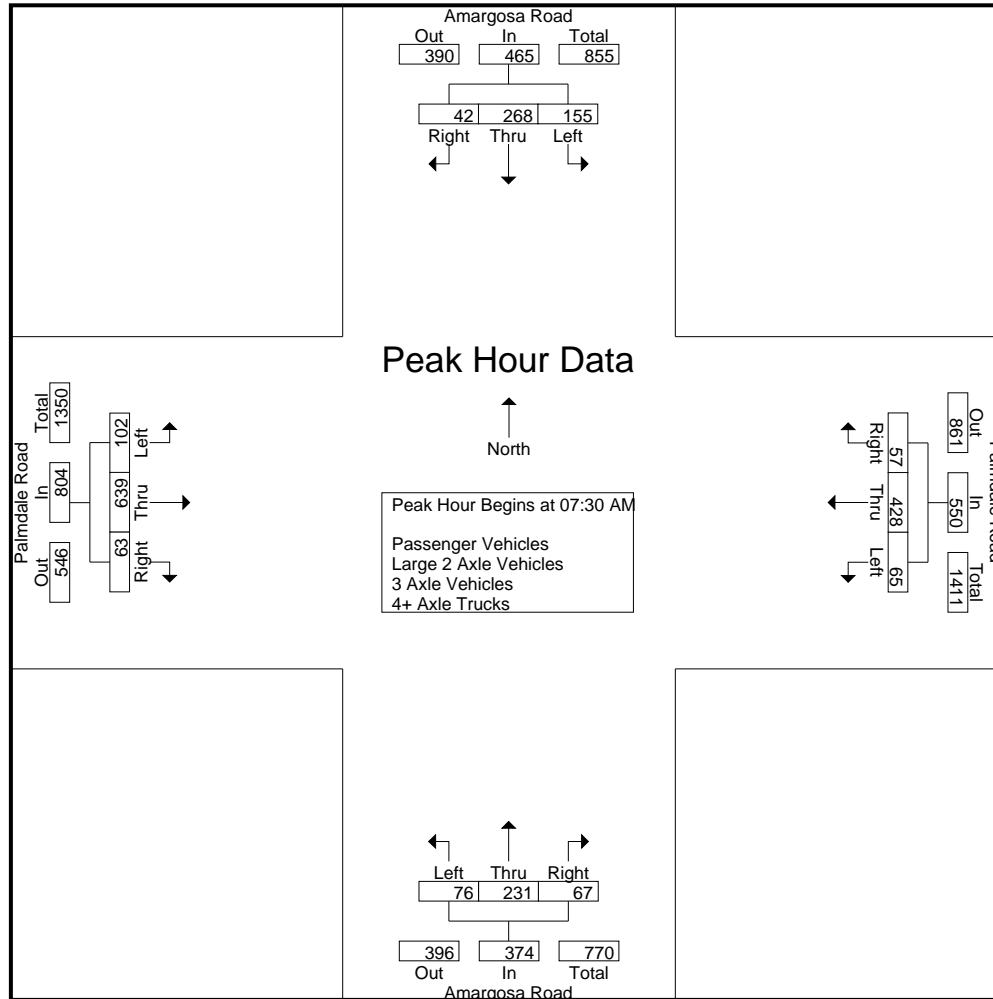 Amargosa Road
Out In Total
390 465 855
42 268 155
Right Thru Left
Peak Hour Data
North
Peak Hour Begins at 07:30 AM
Passenger Vehicles
Large 2 Axle Vehicles
3 Axle Vehicles
4+ Axle Trucks
Palmdale Road
Out In Total
546 804 1350
63 639 102
Right Thru Left
Out In Total
861 550 1411
57 428 65
Right Thru Left
Left Thru Right
76 231 67
396 374 770
Out In Total
Amargosa Road